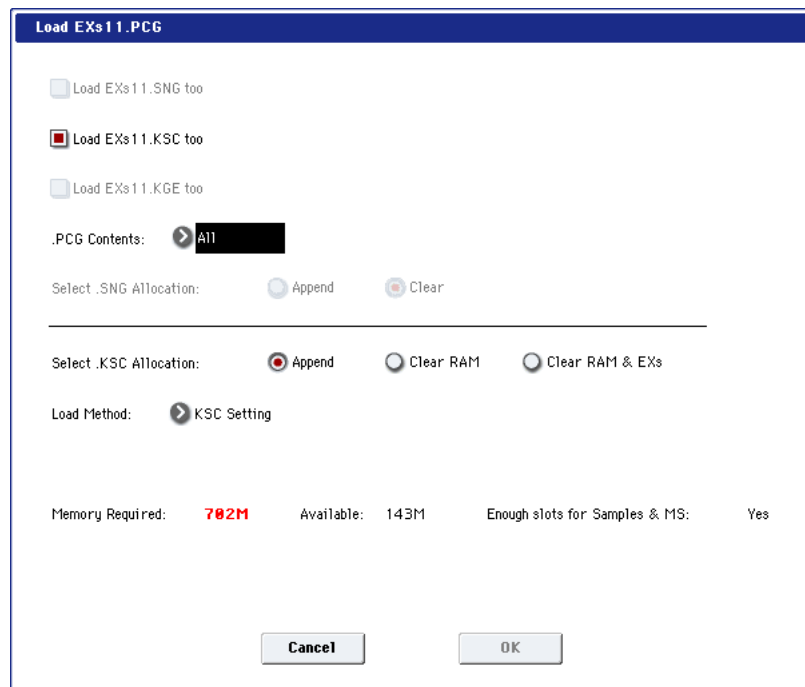 Load EXs11.PCG
Load EXs11.SNG too
Load EXs11.KSC too
Load EXs11.KGE too
.PCG Contents: All
Select .SNG Allocation: Append Clear
Select .KSC Allocation: Append Clear RAM Clear RAM & EXs
Load Method: KSC Setting
Memory Required: 702M Available: 143M Enough slots for Samples & MS: Yes
Cancel OK